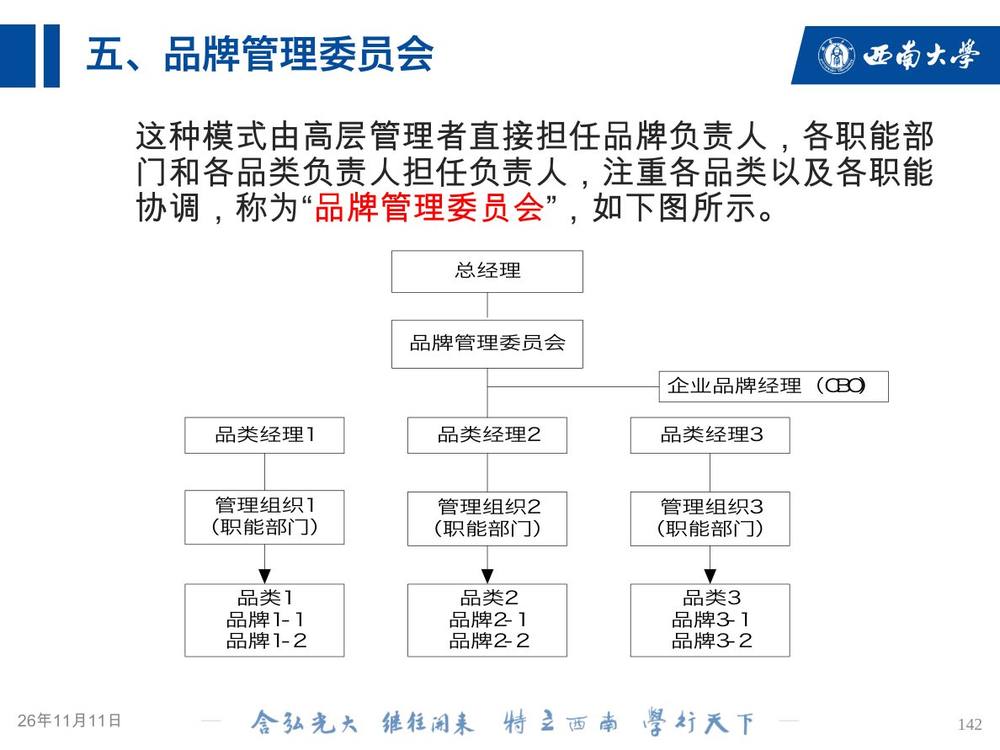 五、品牌管理委员会
西南大学
这种模式由高层管理者直接担任品牌负责人，各职能部
门和各品类负责人担任负责人，注重各品类以及各职能
协调，称为“品牌管理委员会”，如下图所示。
总经理
品牌管理委员会
企业品牌经理（CBO）
品类经理1
品类经理2
品类经理3
管理组织1
（职能部门）
管理组织2
（职能部门）
管理组织3
（职能部门）
品类1
品牌1-1
品牌1-2
品类2
品牌2-1
品牌2-2
品类3
品牌3-1
品牌3-2
26年11月11日
含弘光大 继往开来 特立西南 學行天下
142